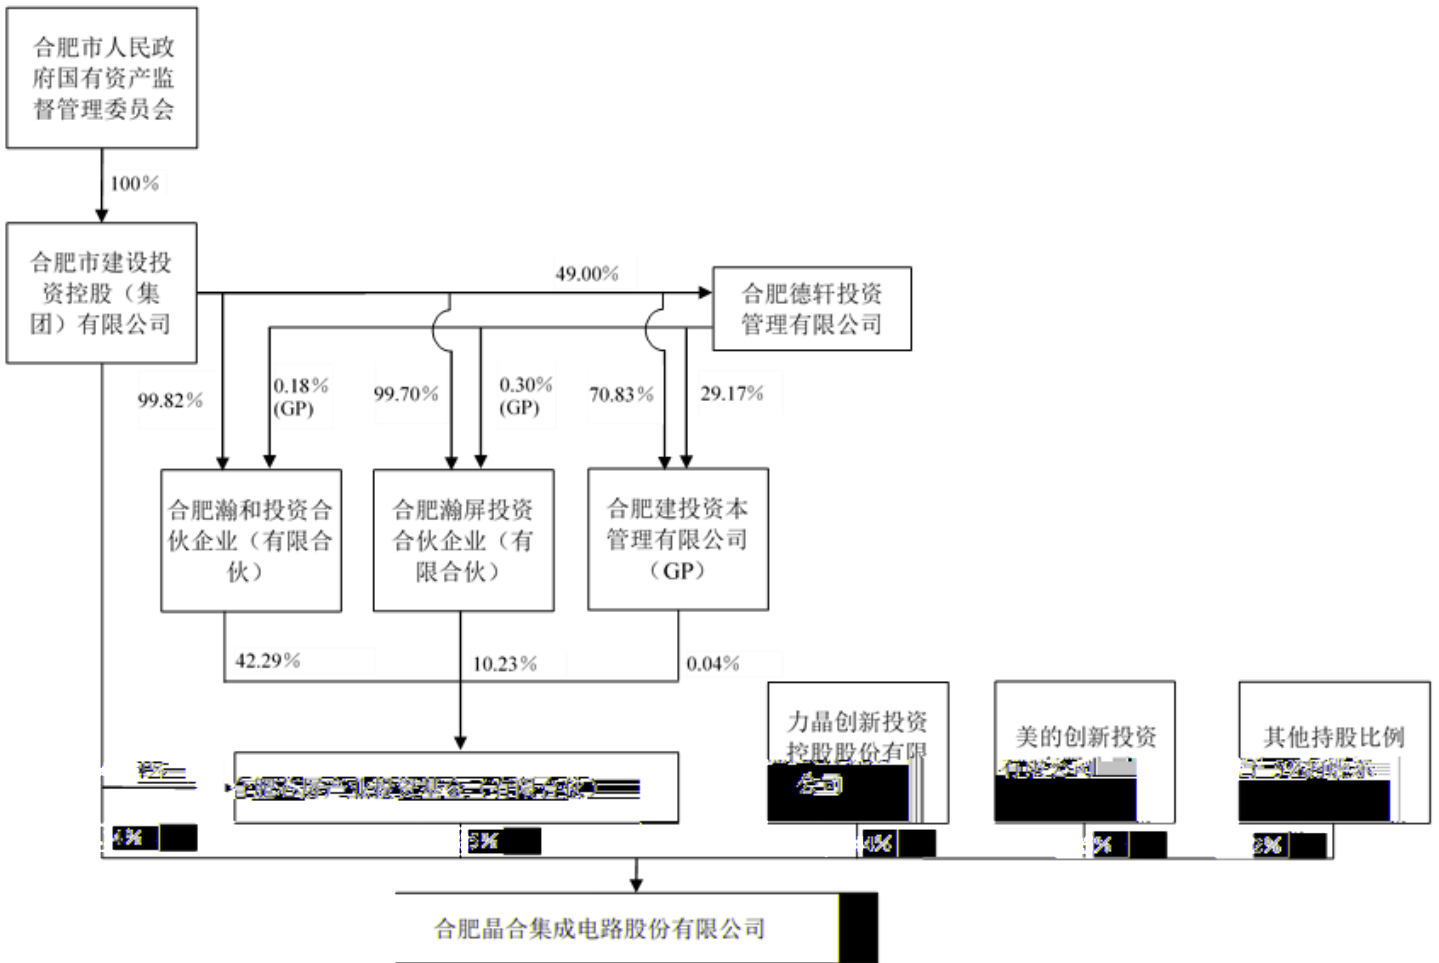 合肥市人民政
府国有资产监
督管理委员会
100%
合肥市建设投
资控股（集
团）有限公司
49.00%
合肥德轩投资
管理有限公司
99.82%
0.18%
(GP)
99.70%
0.30%
(GP)
70.83%
29.17%
合肥瀚和投资合
伙企业（有限合
伙）
合肥瀚屏投资
合伙企业（有
限合伙）
合肥建投资本
管理有限公司
（GP）
42.29%
10.23%
0.04%
力晶创新投资
控股股份有限
公司
美的创新投资
其他持股比例
4%
5%
4%
%
2%
合肥晶合集成电路股份有限公司